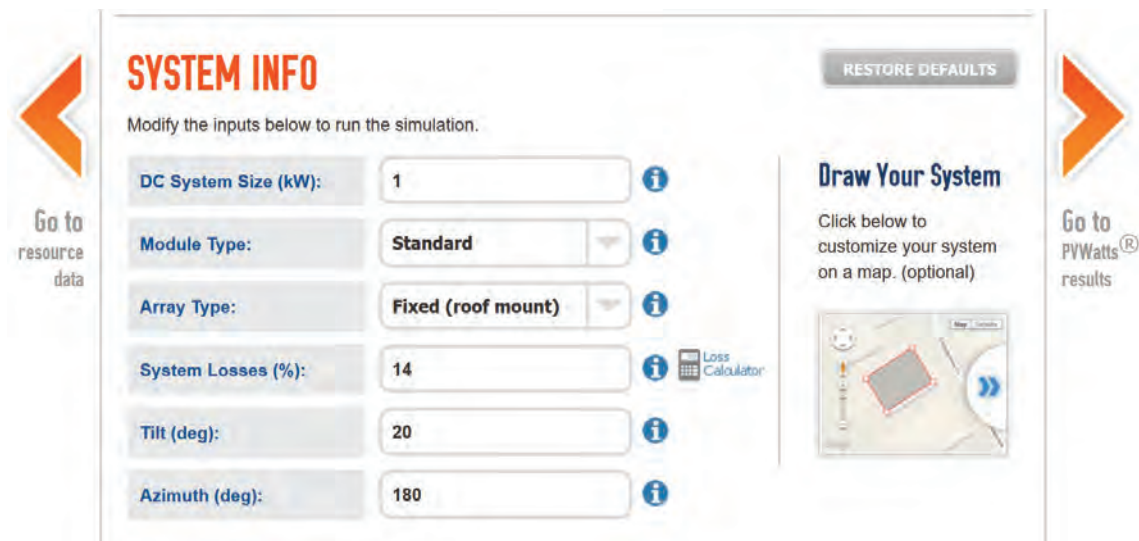 SYSTEM INFO
RESTORE DEFAULTS
Modify the inputs below to run the simulation.
DC System Size (kW): 1
Module Type: Standard
Array Type: Fixed (roof mount)
System Losses (%): 14
Loss
Calculator
Tilt (deg): 20
Azimuth (deg): 180
Draw Your System
Click below to
customize your system
on a map. (optional)
Map
Go to
resource
data
Go to
PVWatts®
results